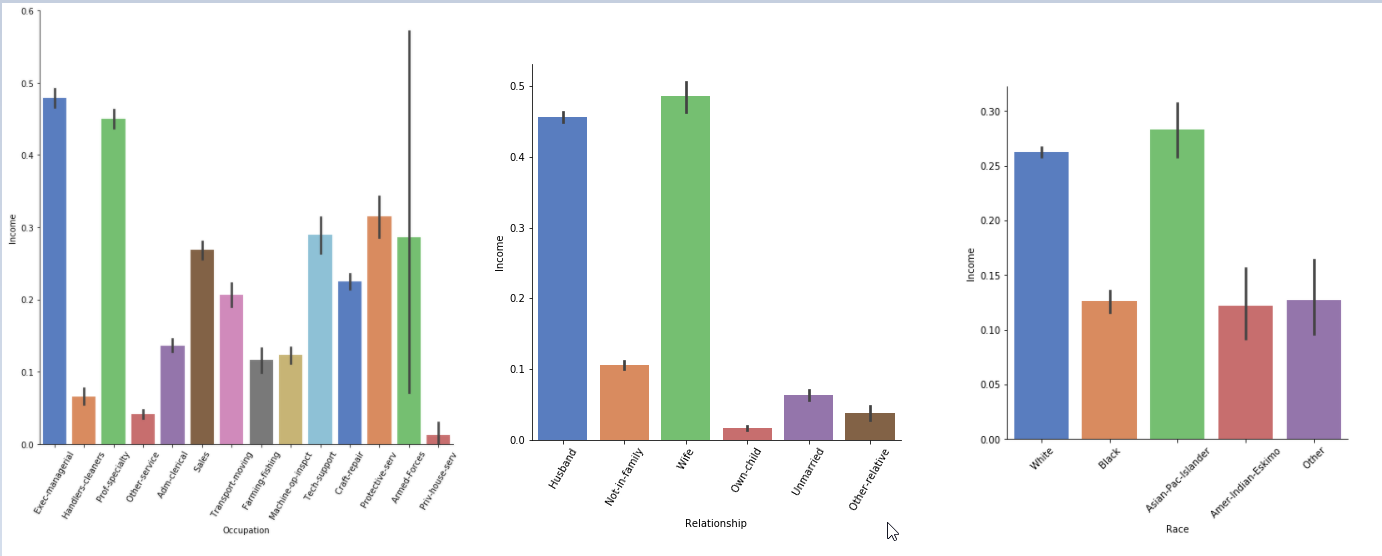 0.6
0.5
0.4
0.3
0.2
0.1
0.0
Income
Exec-managerial
Handlers-cleaners
Prof-specialty
Other-service
Adm-clerical
Sales
Transport-moving
Farming-fishing
Machine-op-inspct
Tech-support
Craft-repair
Protective-serv
Armed-Forces
Priv-house-serv
Occupation
0.5
0.4
0.3
0.2
0.1
0.0
Income
Husband
Not-in-family
Wife
Own-child
Unmarried
Other-relative
Relationship
0.30
0.25
0.20
0.15
0.10
0.05
0.00
Income
White
Black
Asian-Pac-Islander
Amer-Indian-Eskimo
Other
Race